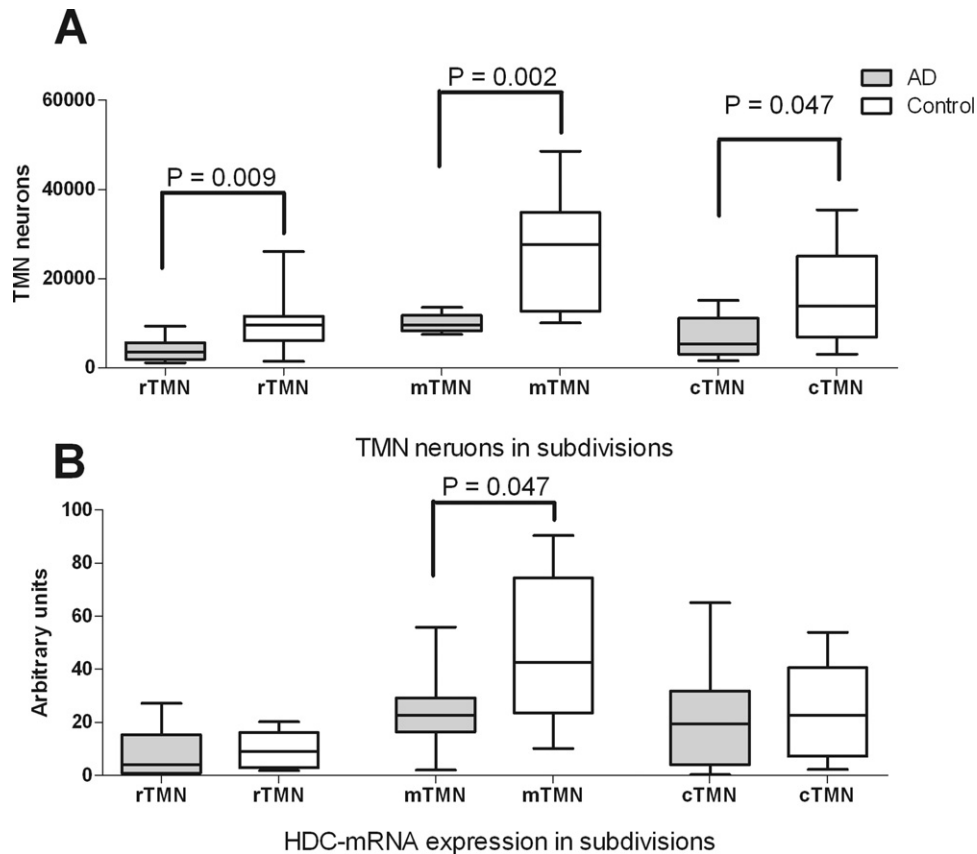 A
P = 0.002
AD
Control
P = 0.047
P = 0.009
60000
40000
20000
0
TMN neurons
rTMN rTMN mTMN mTMN cTMN cTMN
TMN neruons in subdivisions
B
P = 0.047
100
80
60
40
20
0
Arbitrary units
rTMN rTMN mTMN mTMN cTMN cTMN
HDC-mRNA expression in subdivisions